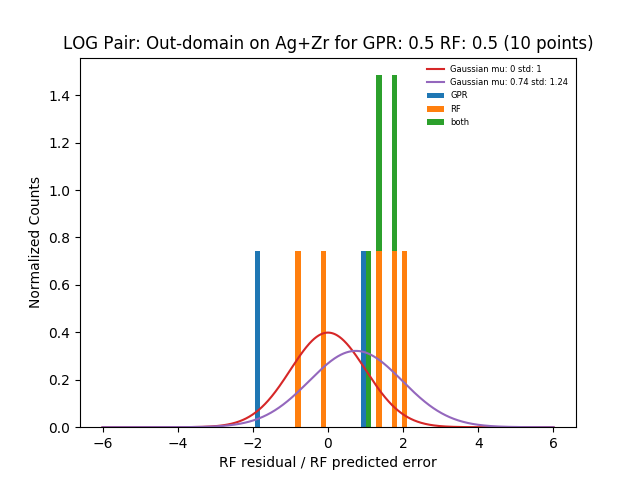 LOG Pair: Out-domain on Ag+Zr for GPR: 0.5 RF: 0.5 (10 points)
Gaussian mu: 0 std: 1
Gaussian mu: 0.74 std: 1.24
GPR
RF
both
Normalized Counts
1.4
1.2
1.0
0.8
0.6
0.4
0.2
0.0
−6 −4 −2 0 2 4 6
RF residual / RF predicted error